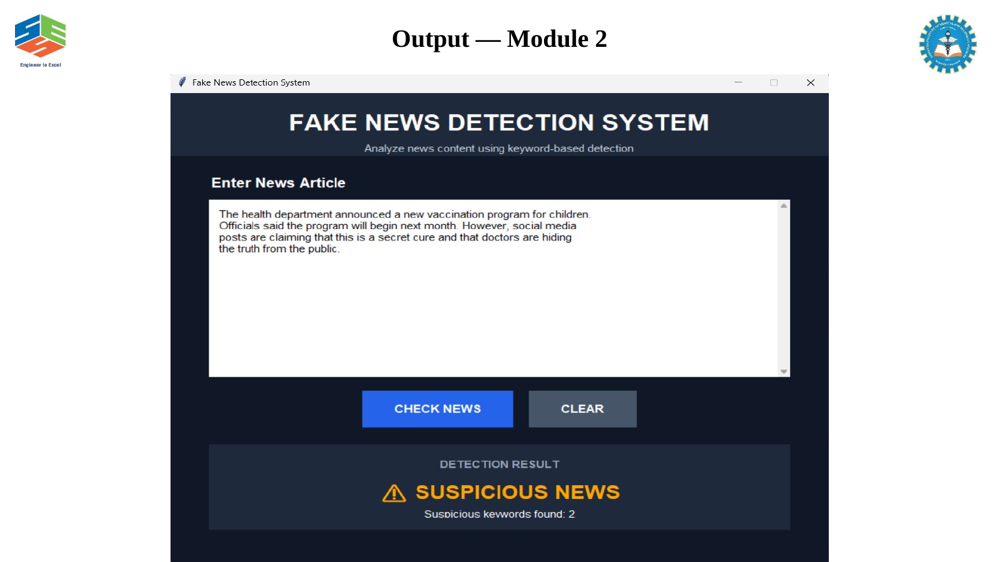 Engineer to Excel
Output — Module 2
Fake News Detection System
FAKE NEWS DETECTION SYSTEM
Analyze news content using keyword-based detection
Enter News Article
The health department announced a new vaccination program for children.
Officials said the program will begin next month. However, social media
posts are claiming that this is a secret cure and that doctors are hiding
the truth from the public.
CHECK NEWS
CLEAR
DETECTION RESULT
SUSPICIOUS NEWS
Suspicious keywords found: 2